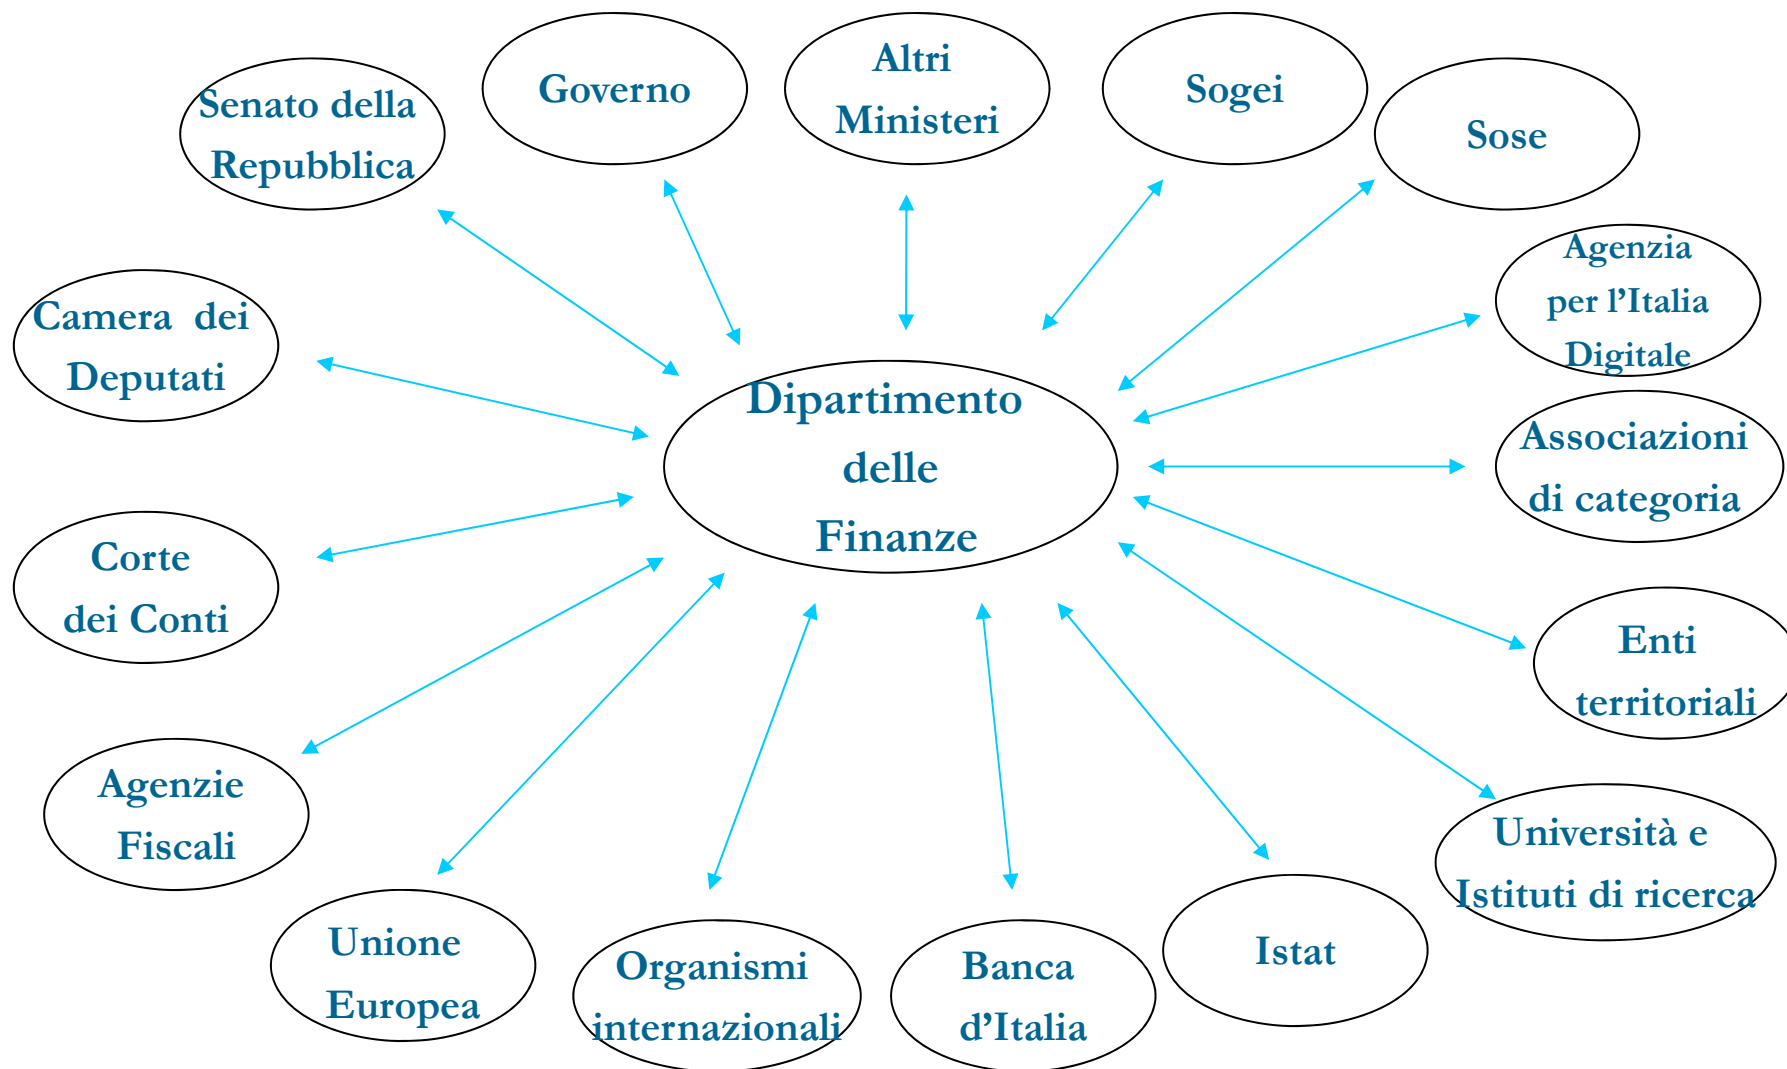 Governo
Altri
Ministeri
Sogei
Senato della
Repubblica
Sose
Agenzia
per l’Italia
Digitale
Camera dei
Deputati
Dipartimento
delle
Finanze
Associazioni
di categoria
Corte
dei Conti
Enti
territoriali
Agenzie
Fiscali
Università e
Istituti di ricerca
Unione
Europea
Organismi
internazionali
Banca
d’Italia
Istat